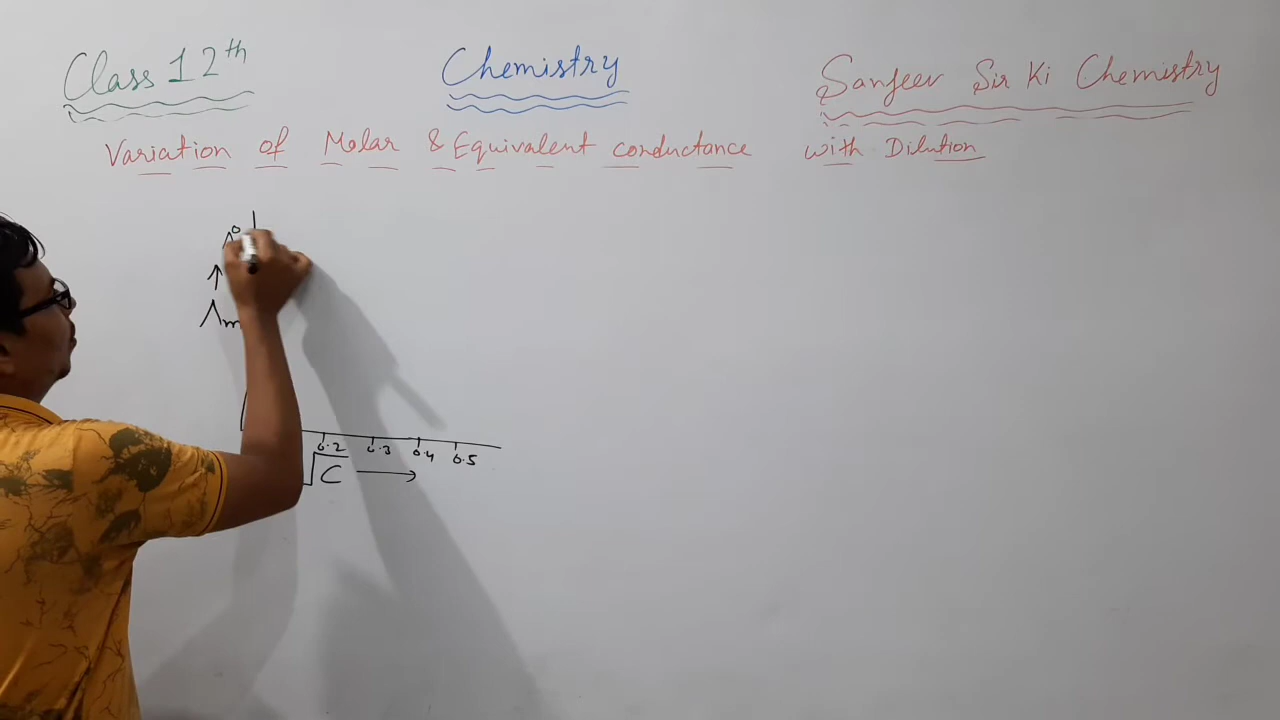 Class 12th Chemistry Sanjeev Sir Ki Chemistry
Variation of Molar & Equivalent conductance with Dilution
Λ°
↑
Λm
0.2 0.3 0.4 0.5
√C →